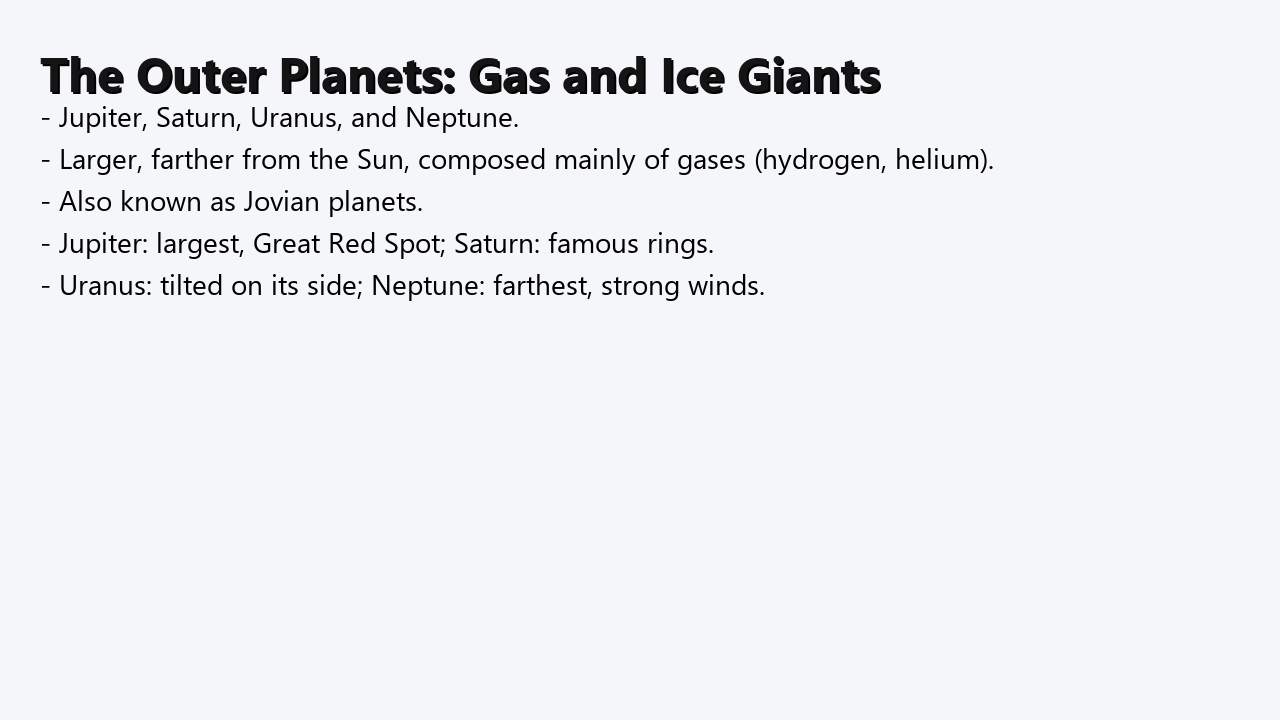 The Outer Planets: Gas and Ice Giants
- Jupiter, Saturn, Uranus, and Neptune.
- Larger, farther from the Sun, composed mainly of gases (hydrogen, helium).
- Also known as Jovian planets.
- Jupiter: largest, Great Red Spot; Saturn: famous rings.
- Uranus: tilted on its side; Neptune: farthest, strong winds.